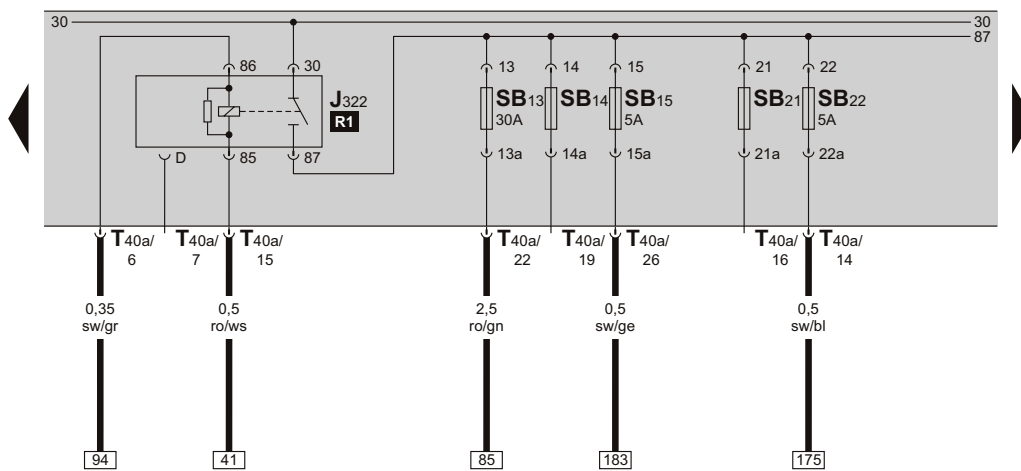 30 30
87
86 30 13 14 15 21 22
J322 SB13 SB14 SB15 SB21 SB22
R1 30A 5A 5A
D 85 87 13a 14a 15a 21a 22a
T40a/ T40a/ T40a/ T40a/ T40a/ T40a/ T40a/ T40a/
6 7 15 22 19 26 16 14
0,35 0,5 2,5 0,5 0,5
sw/gr ro/ws ro/gn sw/ge sw/bl
94 41 85 183 175